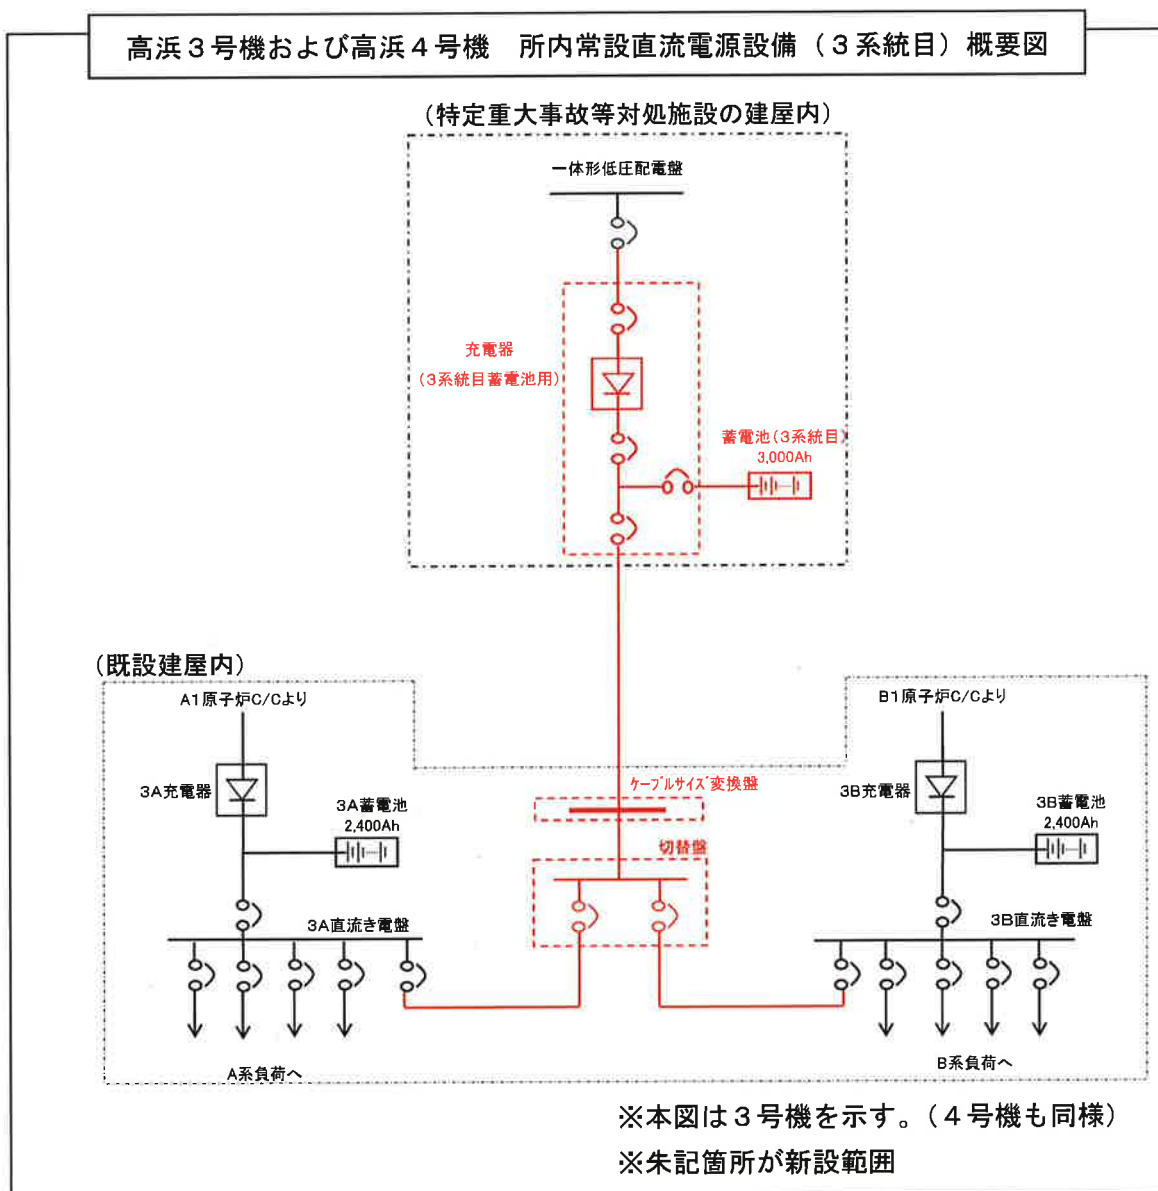 高浜３号機および高浜４号機　所内常設直流電源設備（３系統目）概要図
（特定重大事故等対処施設の建屋内）
一体形低圧配電盤
充電器
（3系統目蓄電池用）
蓄電池（3系統目）
3,000Ah
（既設建屋内）
A1原子炉C/Cより
B1原子炉C/Cより
ケーブルサイズ変換盤
3A充電器
3B充電器
3A蓄電池
2,400Ah
3B蓄電池
2,400Ah
切替盤
3A直流き電盤
3B直流き電盤
A系負荷へ
B系負荷へ
※本図は３号機を示す。（４号機も同様）
※朱記箇所が新設範囲